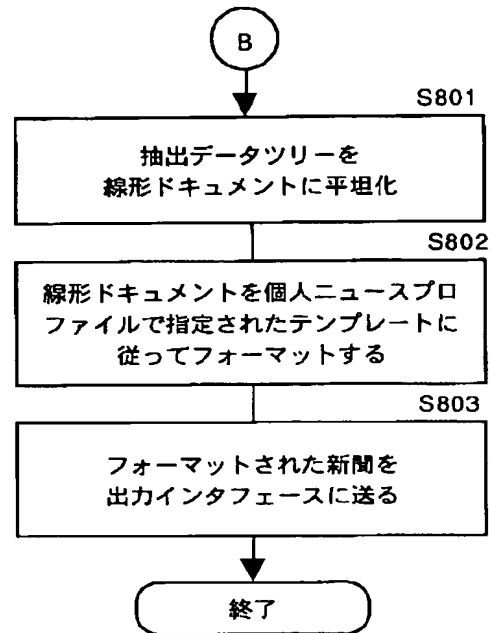 B
S801
抽出データツリーを
線形ドキュメントに平坦化
S802
線形ドキュメントを個人ニュースプロ
ファイルで指定されたテンプレートに
従ってフォーマットする
S803
フォーマットされた新聞を
出力インタフェースに送る
終了